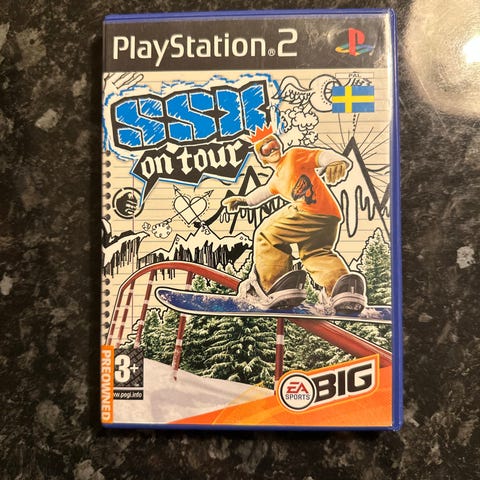 PlayStation®2
PAL
SSX
on tour
PREOWNED
3+
www.pegi.info
EA
SPORTS
BIG